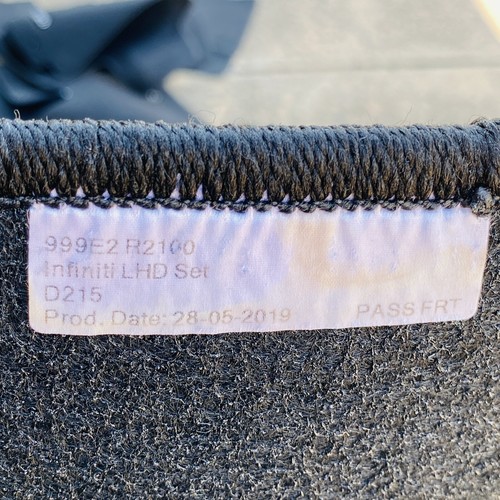 999E2 R2100
Infiniti LHD Set
D215
Prod. Date: 28-05-2019 PASS FRT